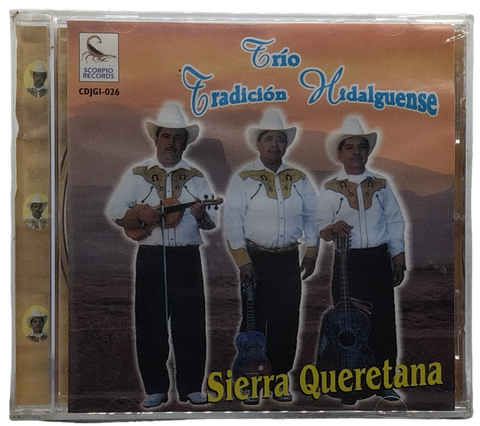 SCORPIO
RECORDS
CDJGI-026
Trío
Tradición Hidalguense
Sierra Queretana